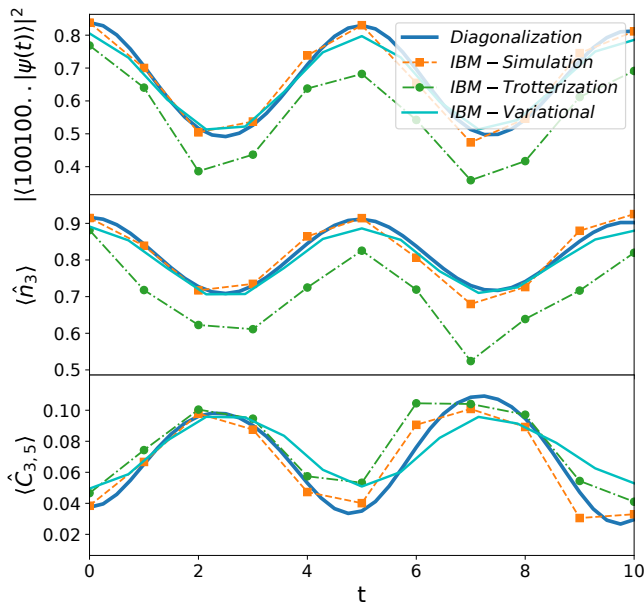 |⟨100100..|ψ(t)⟩|²
0.8
0.7
0.6
0.5
0.4
Diagonalization
IBM − Simulation
IBM − Trotterization
IBM − Variational
⟨n̂₃⟩
0.9
0.8
0.7
0.6
0.5
⟨Ĉ₃,₅⟩
0.10
0.08
0.06
0.04
0.02
0 2 4 6 8 10
t